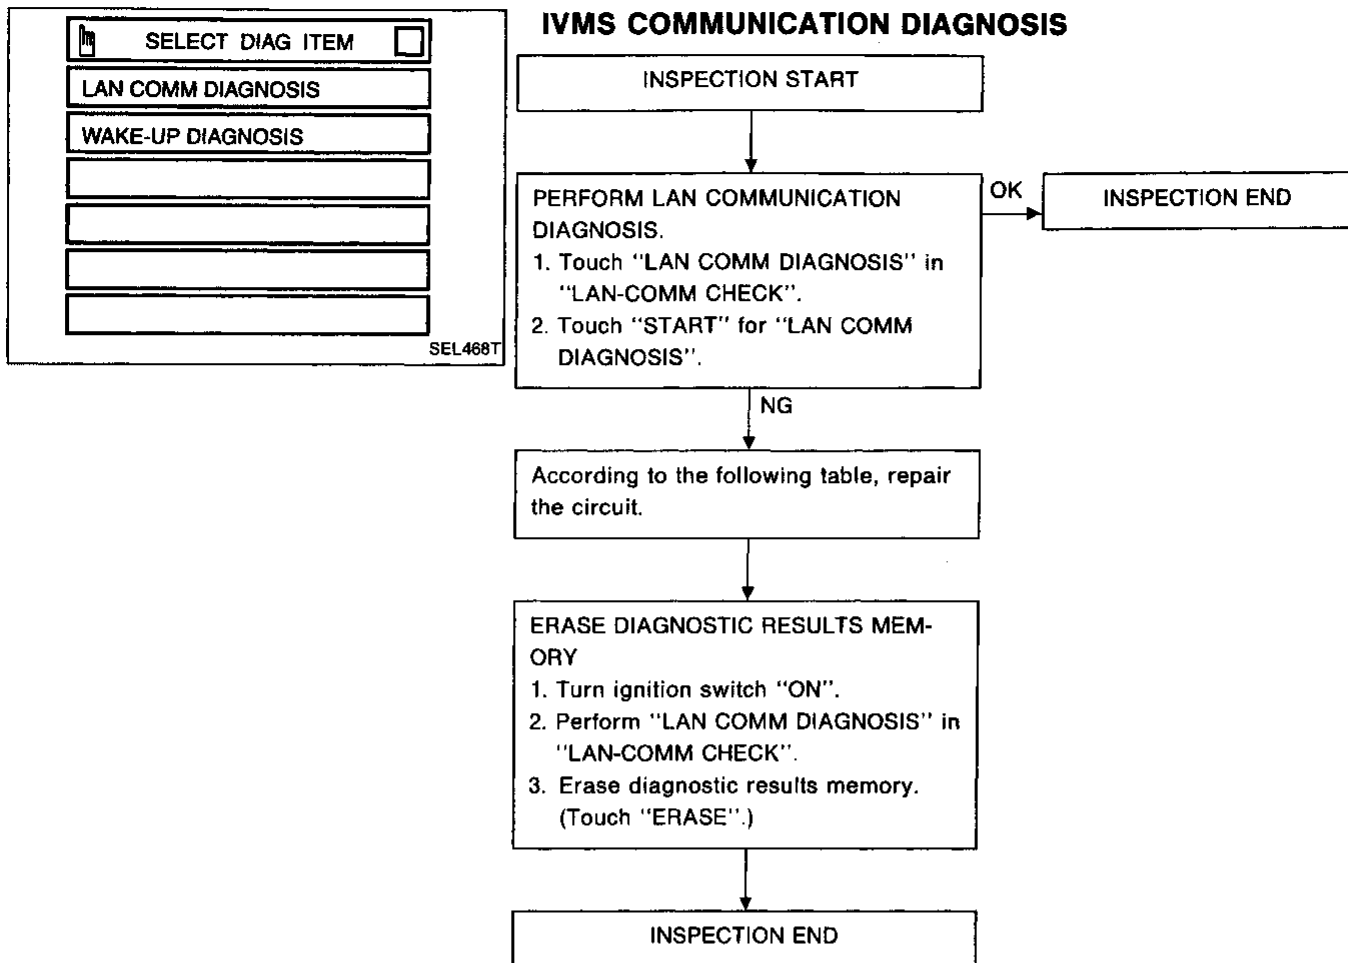 SELECT DIAG ITEM
LAN COMM DIAGNOSIS
WAKE-UP DIAGNOSIS
SEL468T
IVMS COMMUNICATION DIAGNOSIS
INSPECTION START
PERFORM LAN COMMUNICATION
DIAGNOSIS.
1. Touch "LAN COMM DIAGNOSIS" in
"LAN-COMM CHECK".
2. Touch "START" for "LAN COMM
DIAGNOSIS".
OK
INSPECTION END
NG
According to the following table, repair
the circuit.
ERASE DIAGNOSTIC RESULTS MEM-
ORY
1. Turn ignition switch "ON".
2. Perform "LAN COMM DIAGNOSIS" in
"LAN-COMM CHECK".
3. Erase diagnostic results memory.
(Touch "ERASE".)
INSPECTION END